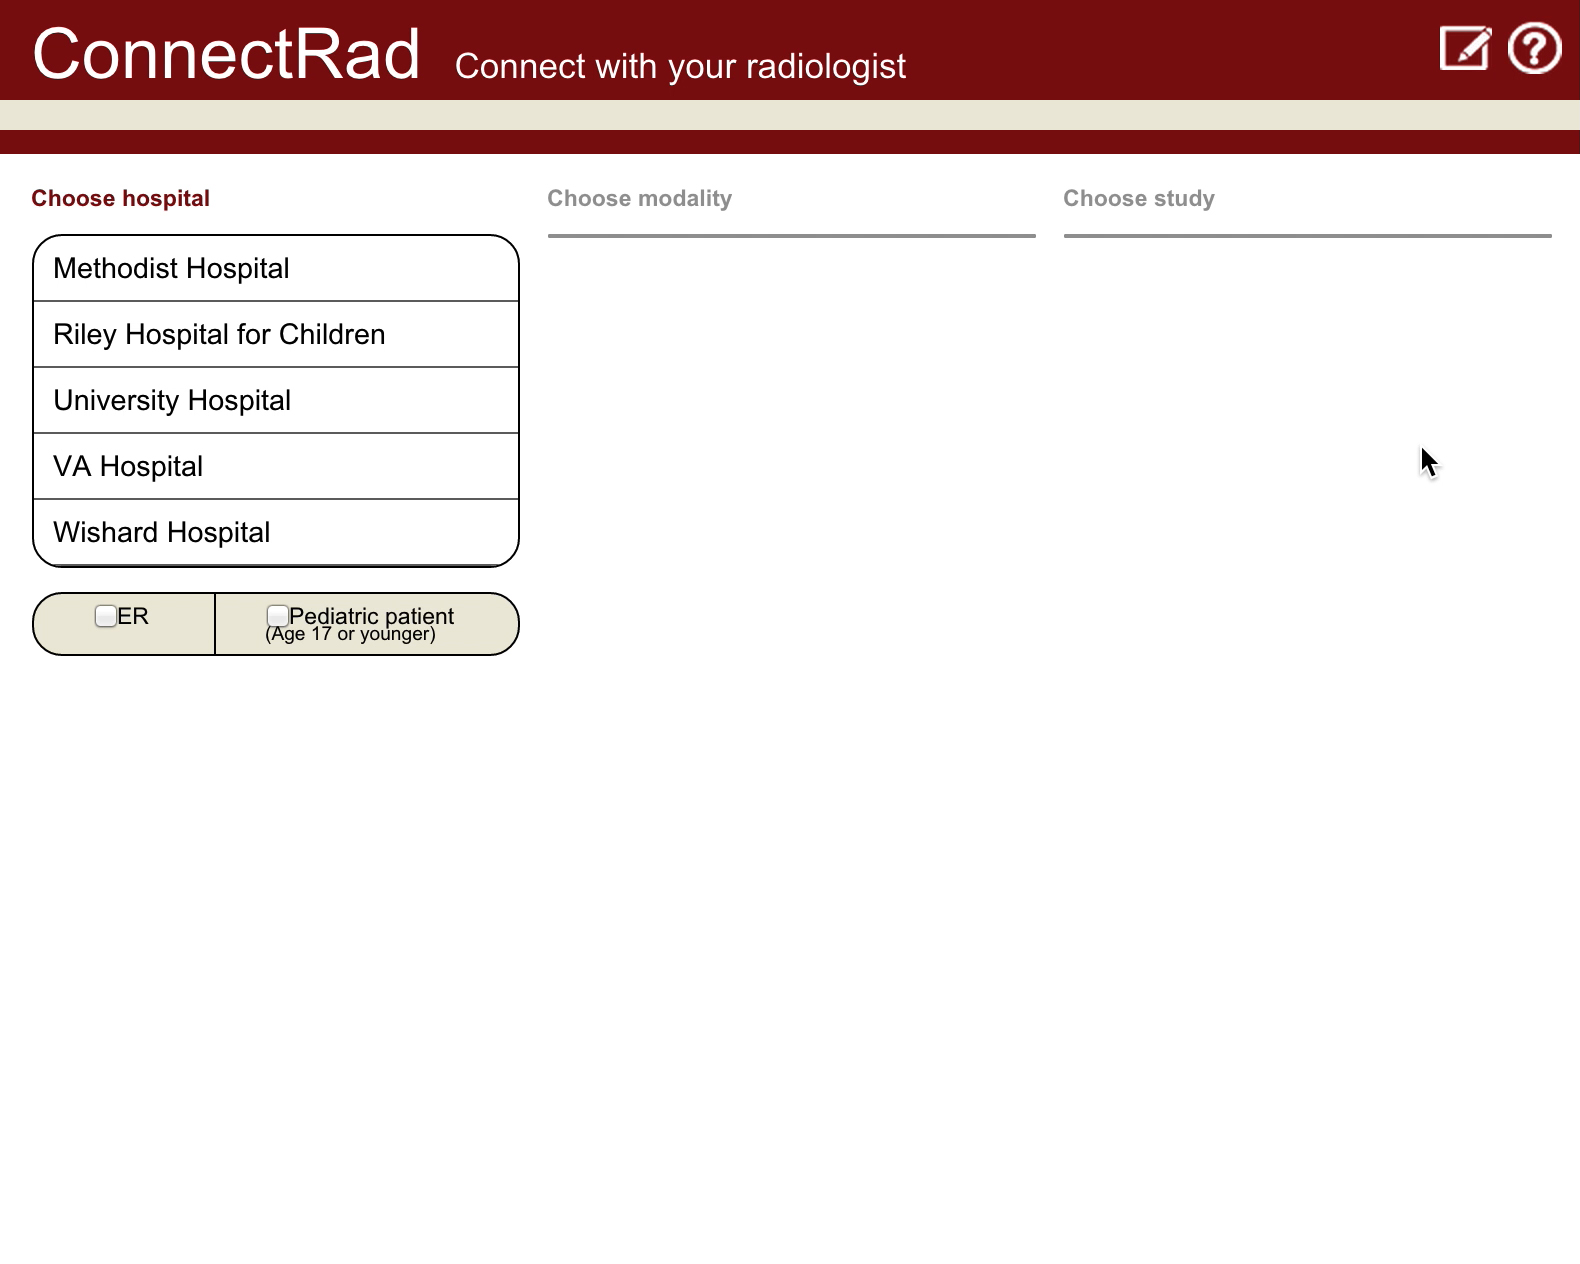 ConnectRad Connect with your radiologist
Choose hospital
Methodist Hospital
Riley Hospital for Children
University Hospital
VA Hospital
Wishard Hospital
ER
Pediatric patient
(Age 17 or younger)
Choose modality
Choose study